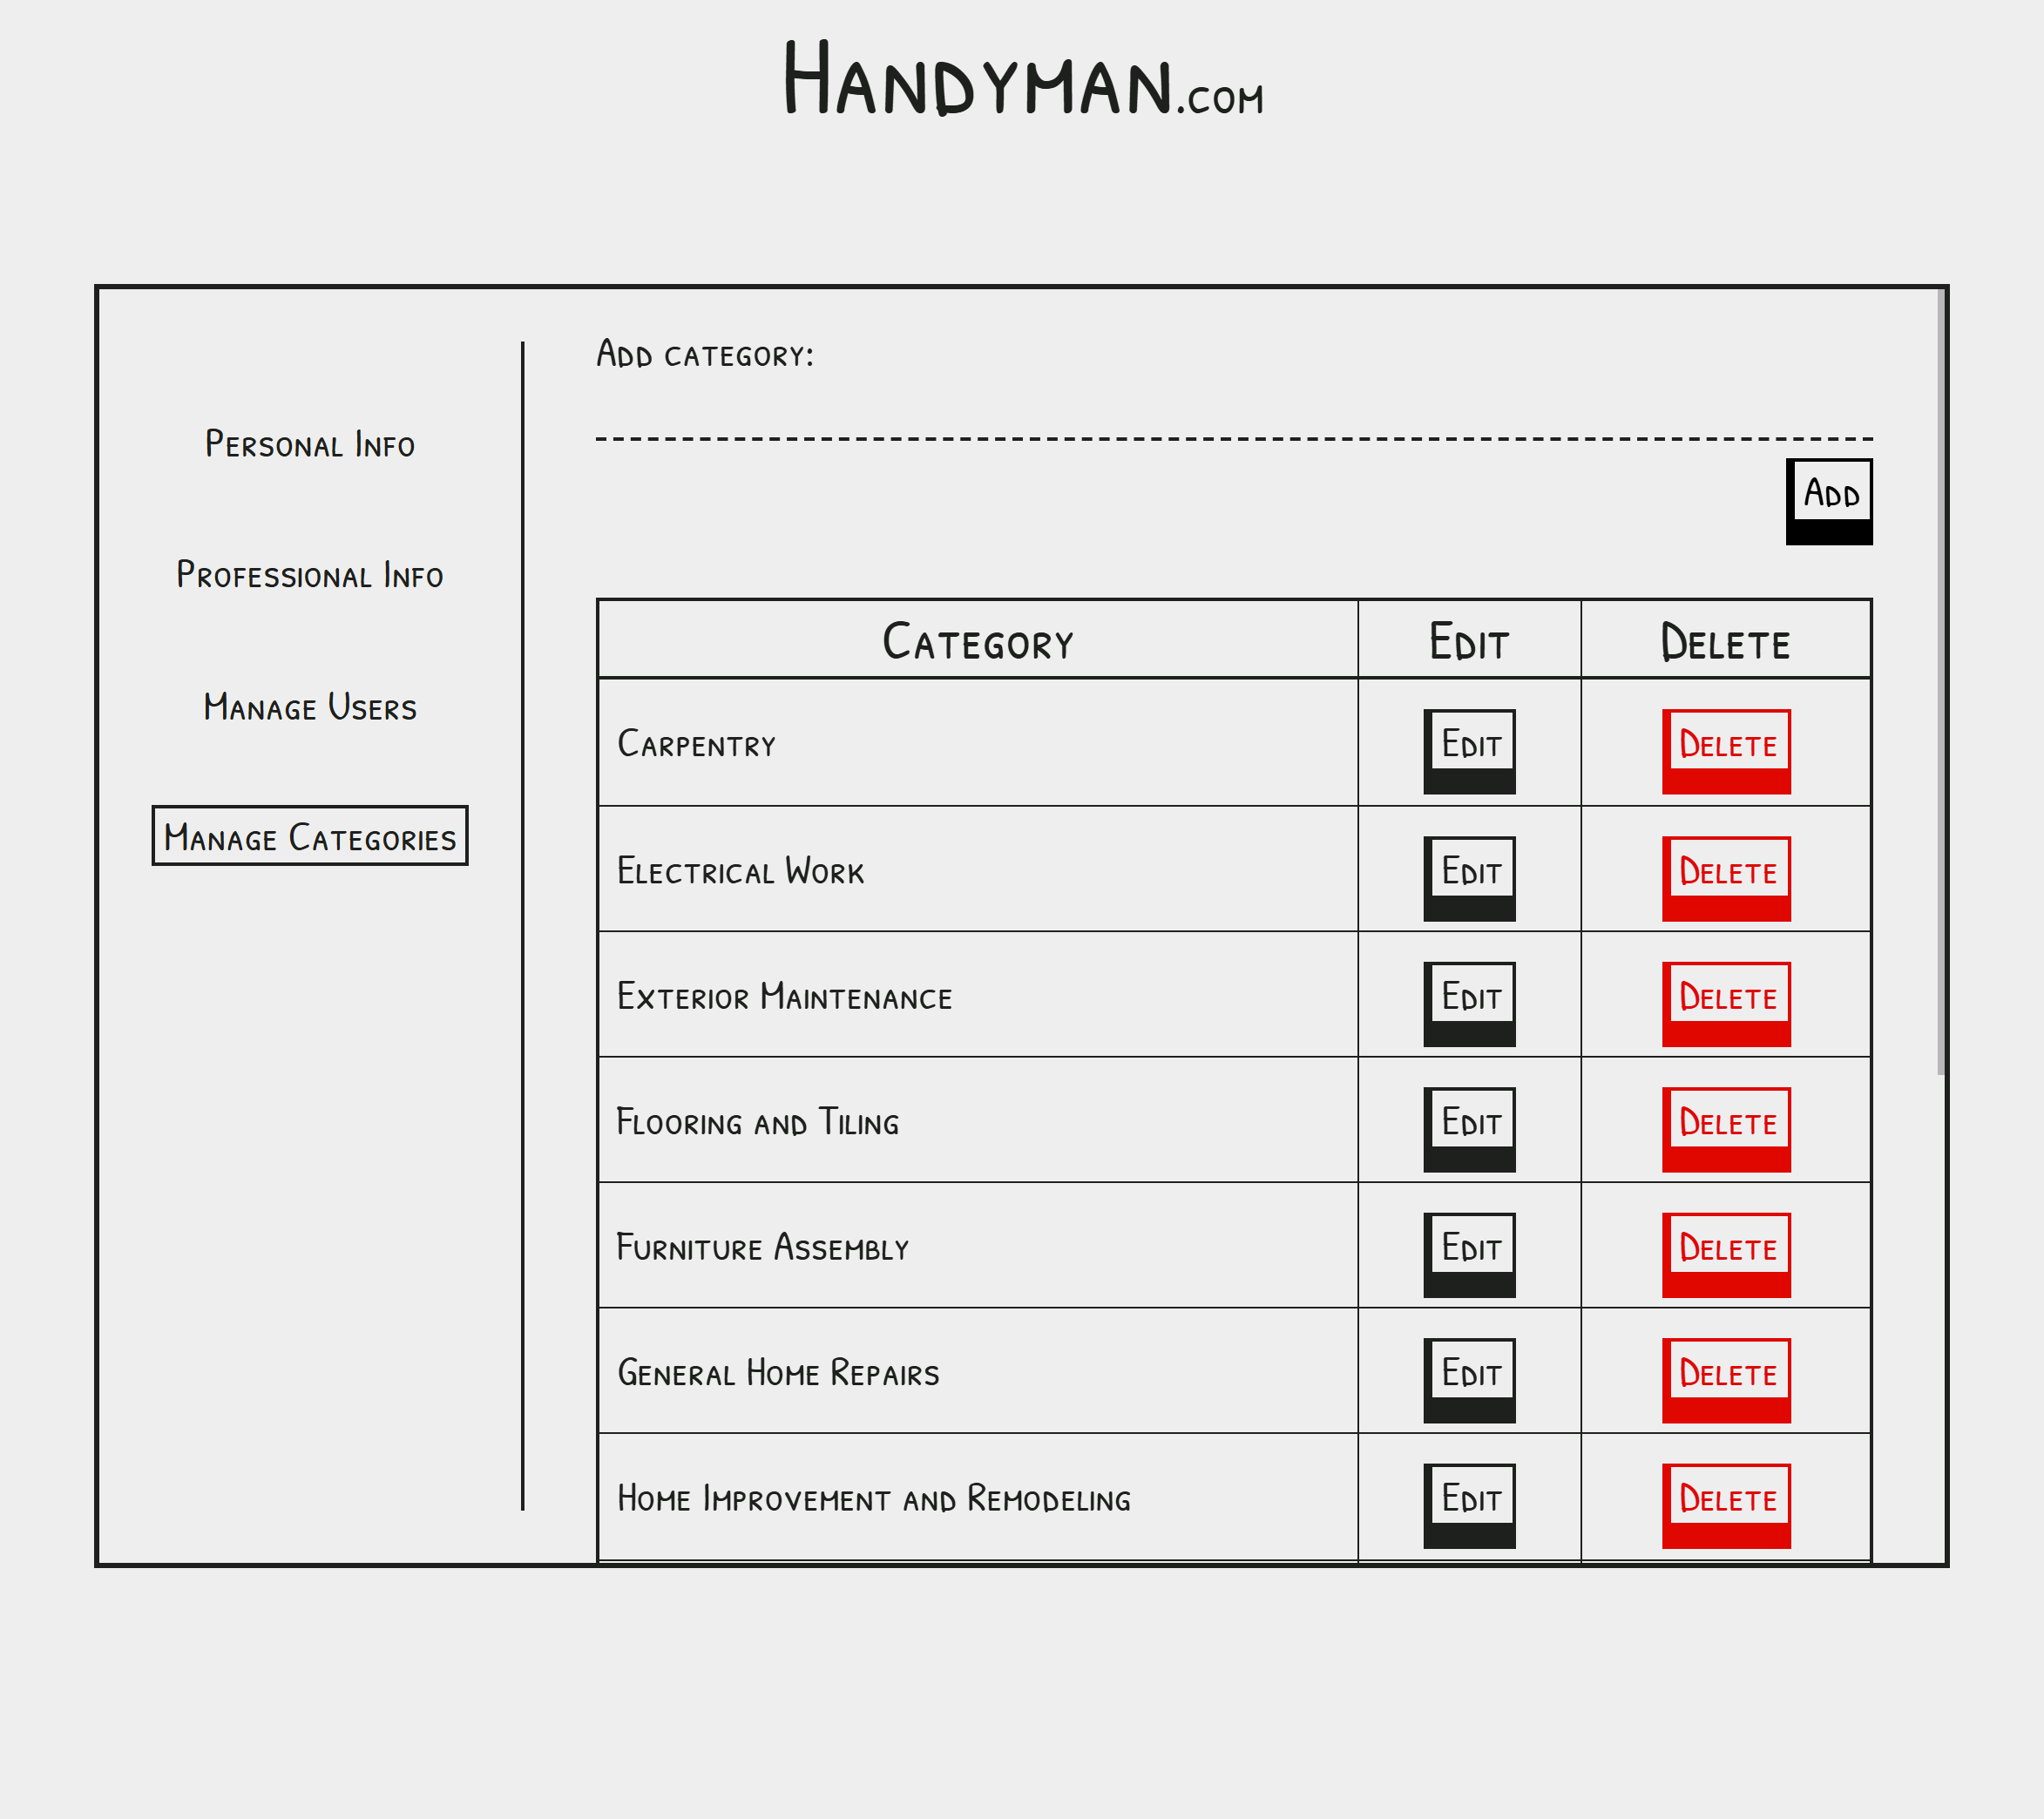 Handyman.com
Add category:
Personal Info
Add
Professional Info
Category Edit Delete
Manage Users
Carpentry Edit Delete
Manage Categories
Electrical Work Edit Delete
Exterior Maintenance Edit Delete
Flooring and Tiling Edit Delete
Furniture Assembly Edit Delete
General Home Repairs Edit Delete
Home Improvement and Remodeling Edit Delete